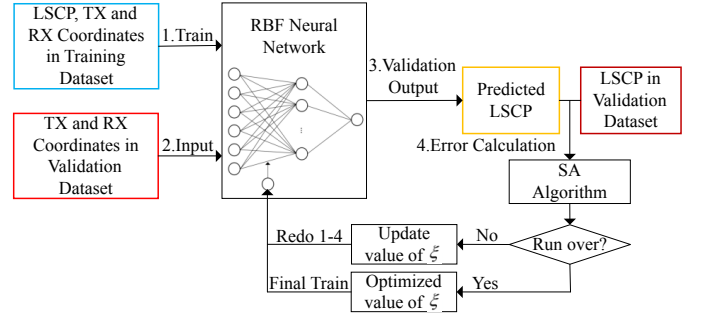 LSCP, TX and
RX Coordinates
in Training
Dataset
1.Train
RBF Neural
Network
3.Validation
Output
Predicted
LSCP
LSCP in
Validation
Dataset
TX and RX
Coordinates in
Validation
Dataset
2.Input
4.Error Calculation
SA
Algorithm
Run over?
No
Update
value of ξ
Redo 1-4
Yes
Optimized
value of ξ
Final Train